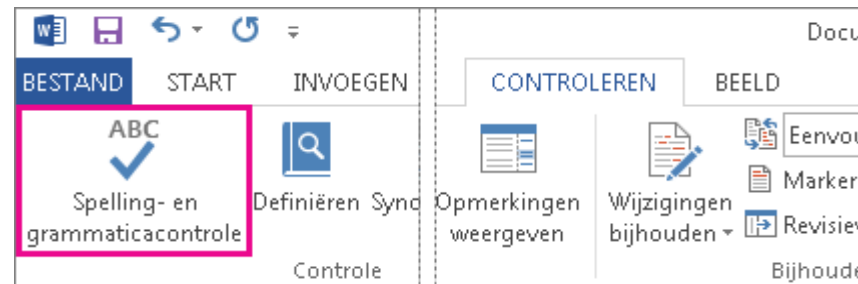 Docu
BESTAND START INVOEGEN CONTROLEREN BEELD
ABC
Spelling- en
grammaticacontrole
Definiëren Synd
Opmerkingen
weergeven
Wijzigingen
bijhouden
Eenvou
Marker
Revisiev
Controle Bijhoude